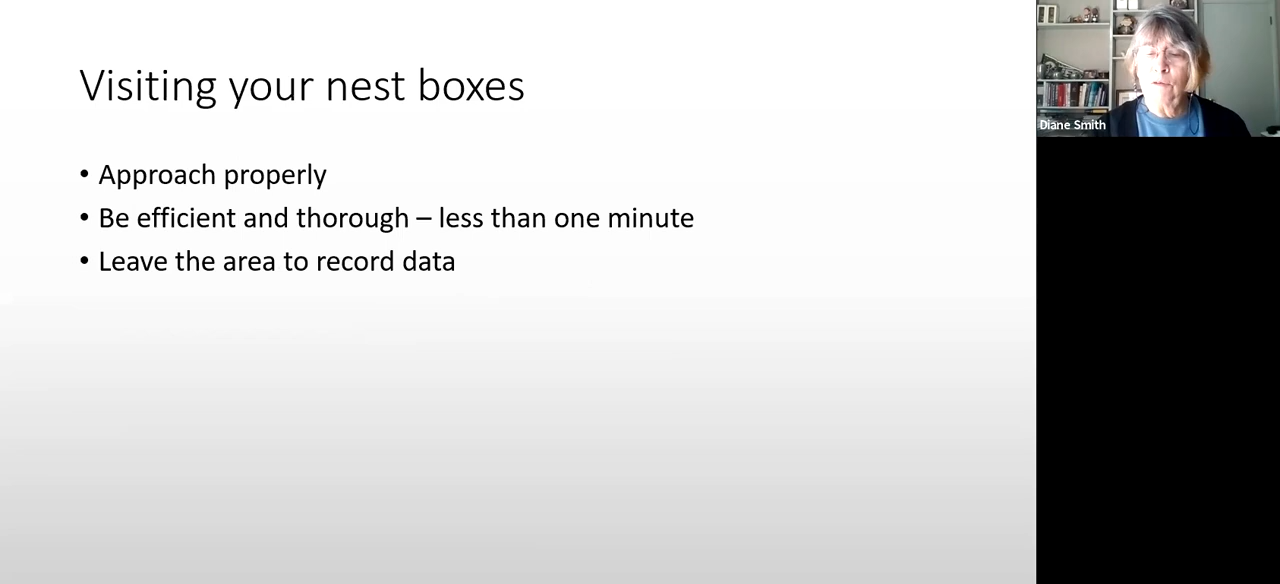 Visiting your nest boxes
• Approach properly
• Be efficient and thorough – less than one minute
• Leave the area to record data
Diane Smith